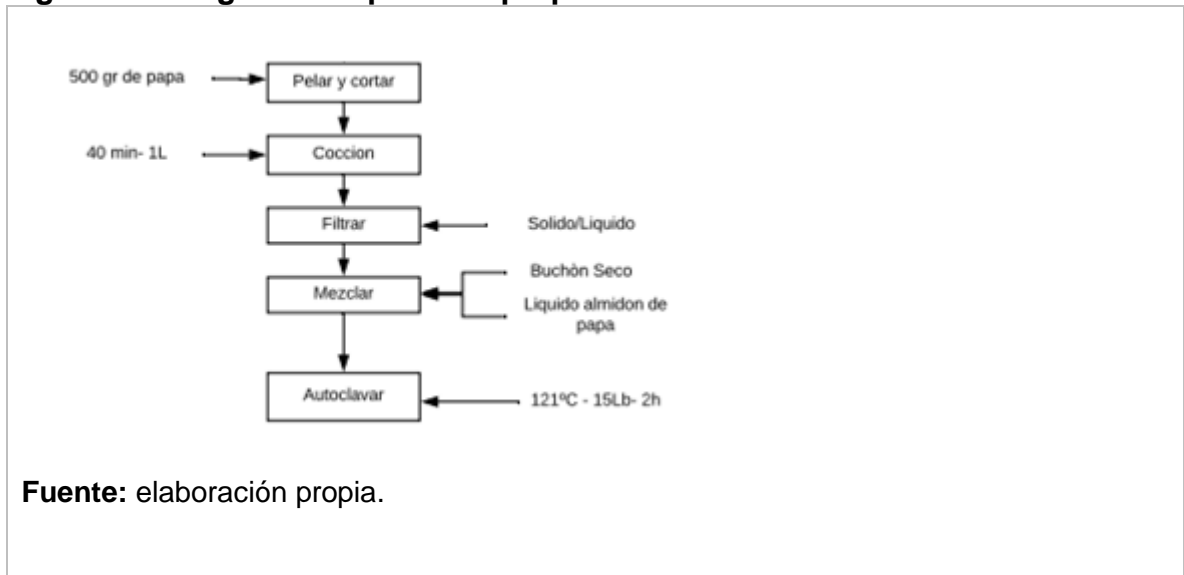 500 gr de papa
Pelar y cortar
40 min- 1L
Coccion
Filtrar
Solido/Liquido
Buchòn Seco
Mezclar
Liquido almidon de
papa
Autoclavar
121ºC - 15Lb- 2h
Fuente: elaboración propia.